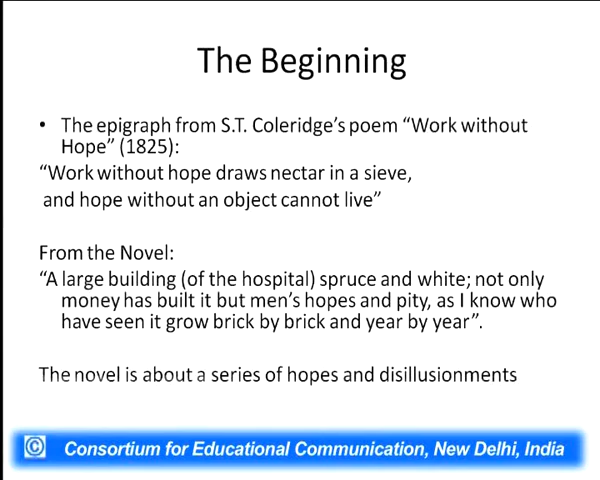 The Beginning
• The epigraph from S.T. Coleridge's poem “Work without
Hope” (1825):
“Work without hope draws nectar in a sieve,
and hope without an object cannot live”
From the Novel:
“A large building (of the hospital) spruce and white; not only
money has built it but men's hopes and pity, as I know who
have seen it grow brick by brick and year by year”.
The novel is about a series of hopes and disillusionments
© Consortium for Educational Communication, New Delhi, India